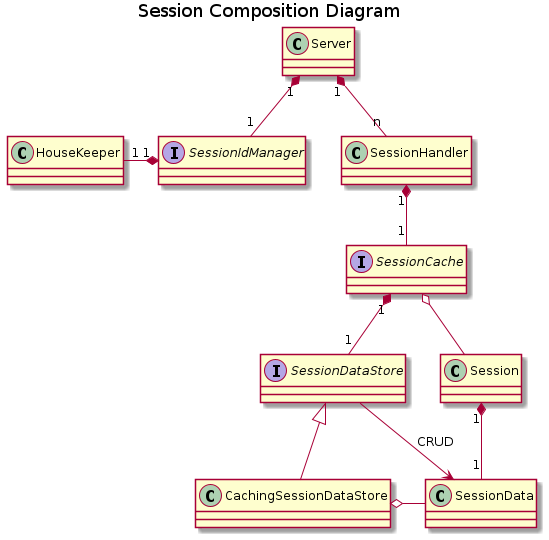 Session Composition Diagram
C Server
1 1
1 n
C HouseKeeper
1 1
I SessionIdManager
C SessionHandler
1
1
I SessionCache
1
1
I SessionDataStore
C Session
1
CRUD
1
C CachingSessionDataStore
C SessionData